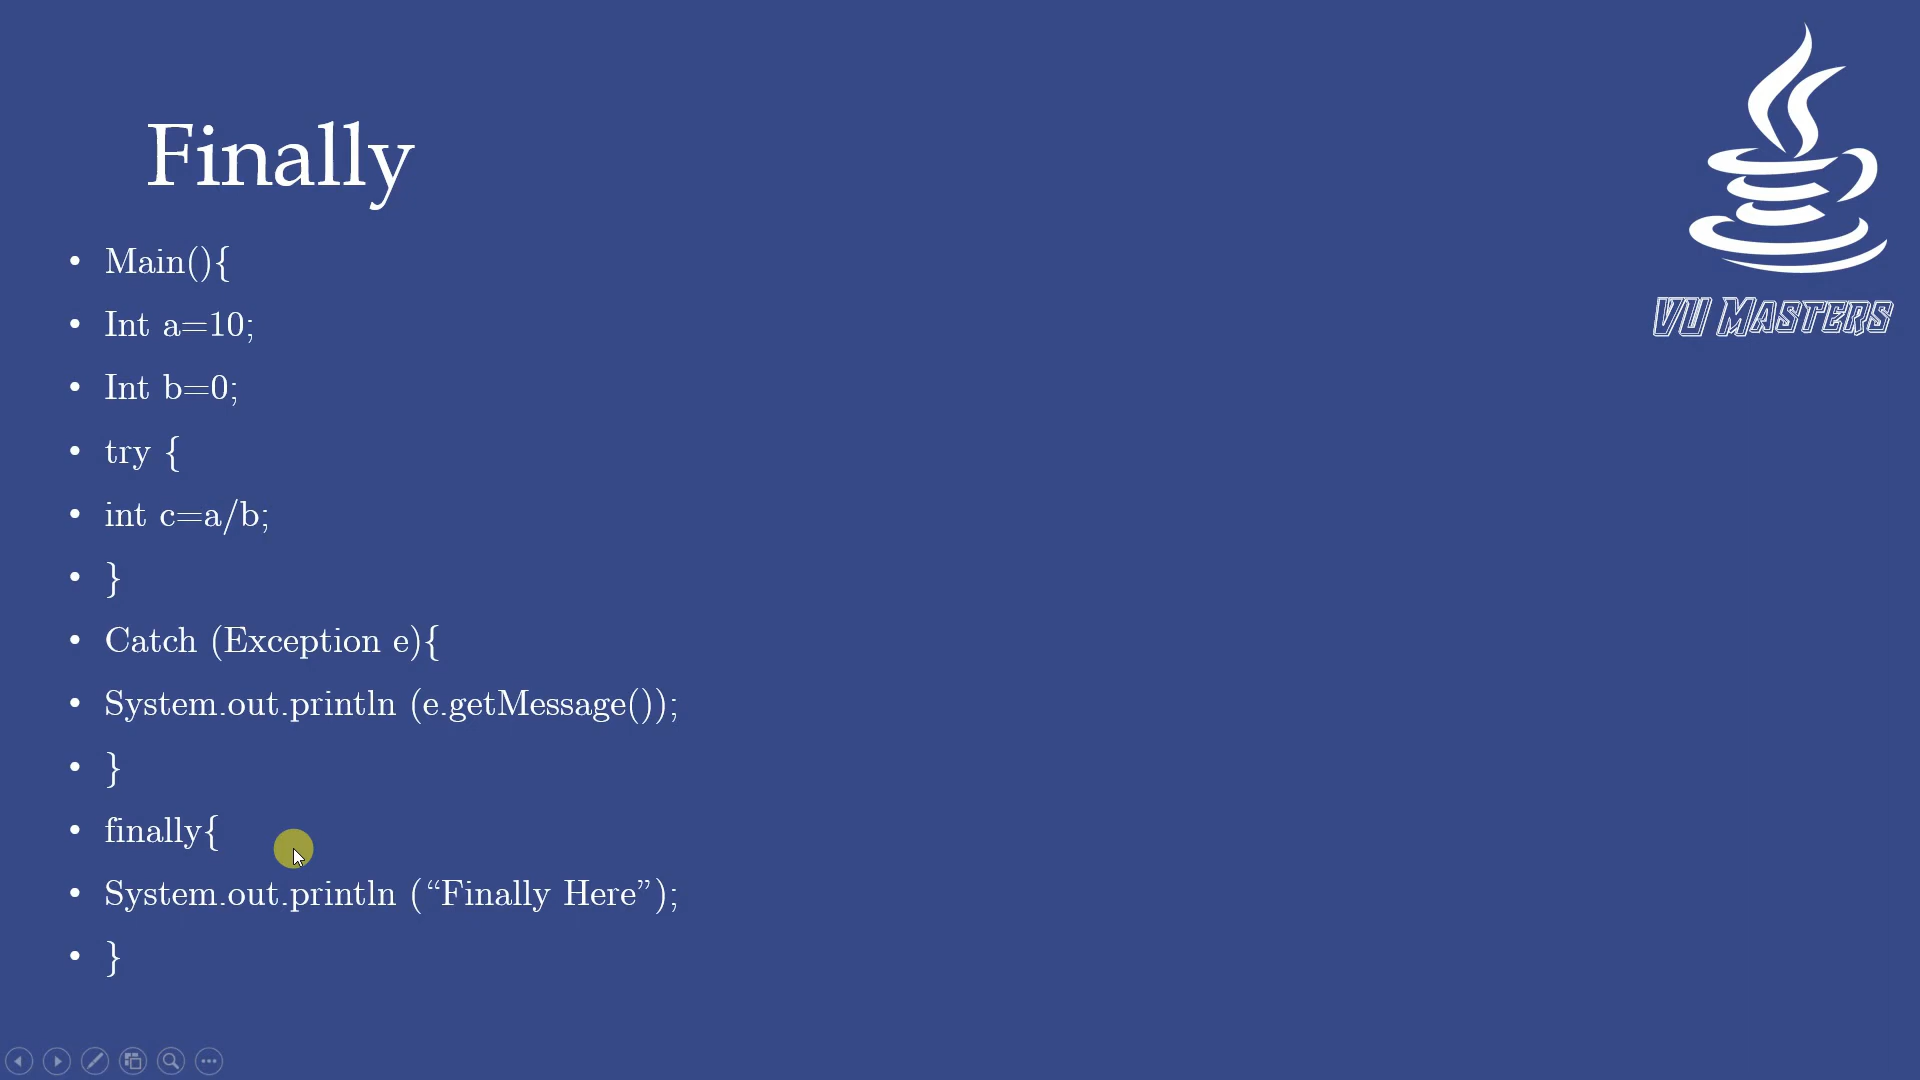 Finally
• Main(){
• Int a=10;
• Int b=0;
• try {
• int c=a/b;
• }
• Catch (Exception e){
• System.out.println (e.getMessage());
• }
• finally{
• System.out.println (“Finally Here”);
• }
VU MASTERS